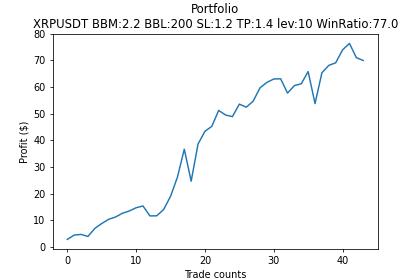 Portfolio
XRPUSDT BBM:2.2 BBL:200 SL:1.2 TP:1.4 lev:10 WinRatio:77.0
80
70
60
50
40
30
20
10
0
Profit ($)
0 10 20 30 40
Trade counts